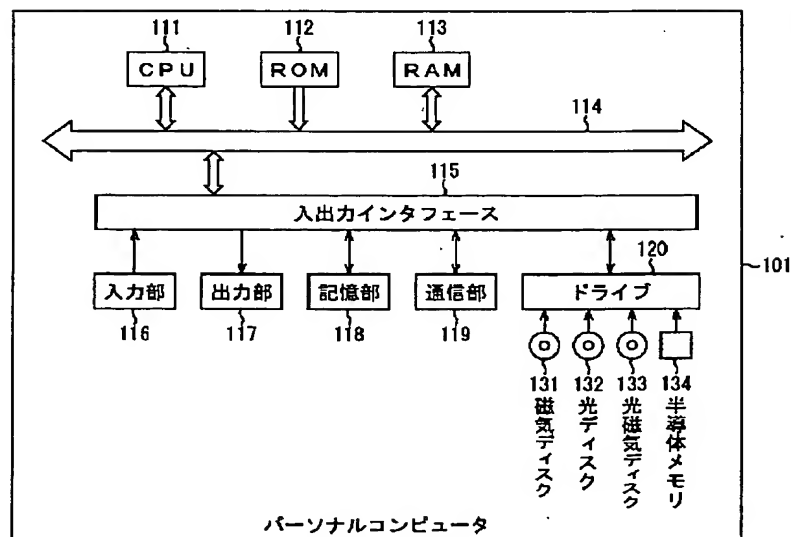 111 112 113
CPU ROM RAM
114
115
入出力インタフェース
120
101
入力部 出力部 記憶部 通信部 ドライブ
116 117 118 119
131 132 133 134
磁気ディスク
光ディスク
光磁気ディスク
半導体メモリ
パーソナルコンピュータ